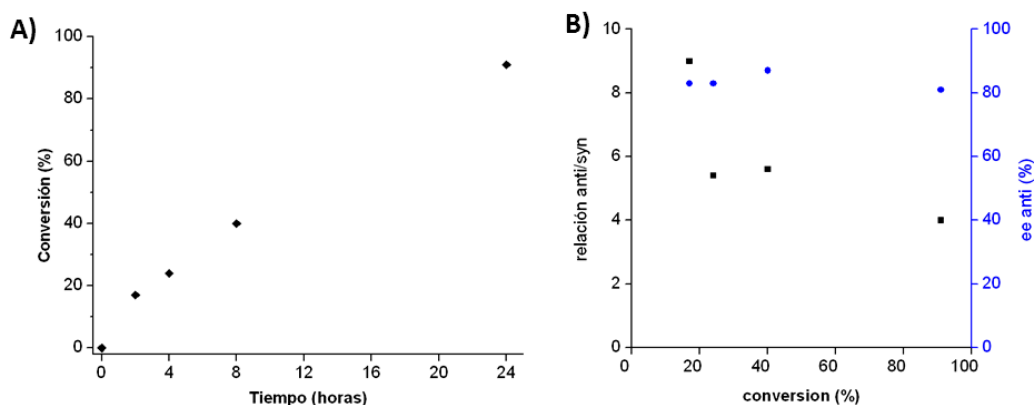 A)
100
80
60
40
20
0
Conversión (%)
0 4 8 12 16 20 24
Tiempo (horas)
B)
10
8
6
4
2
0
relación anti/syn
100
80
60
40
20
0
ee anti (%)
0 20 40 60 80 100
conversion (%)